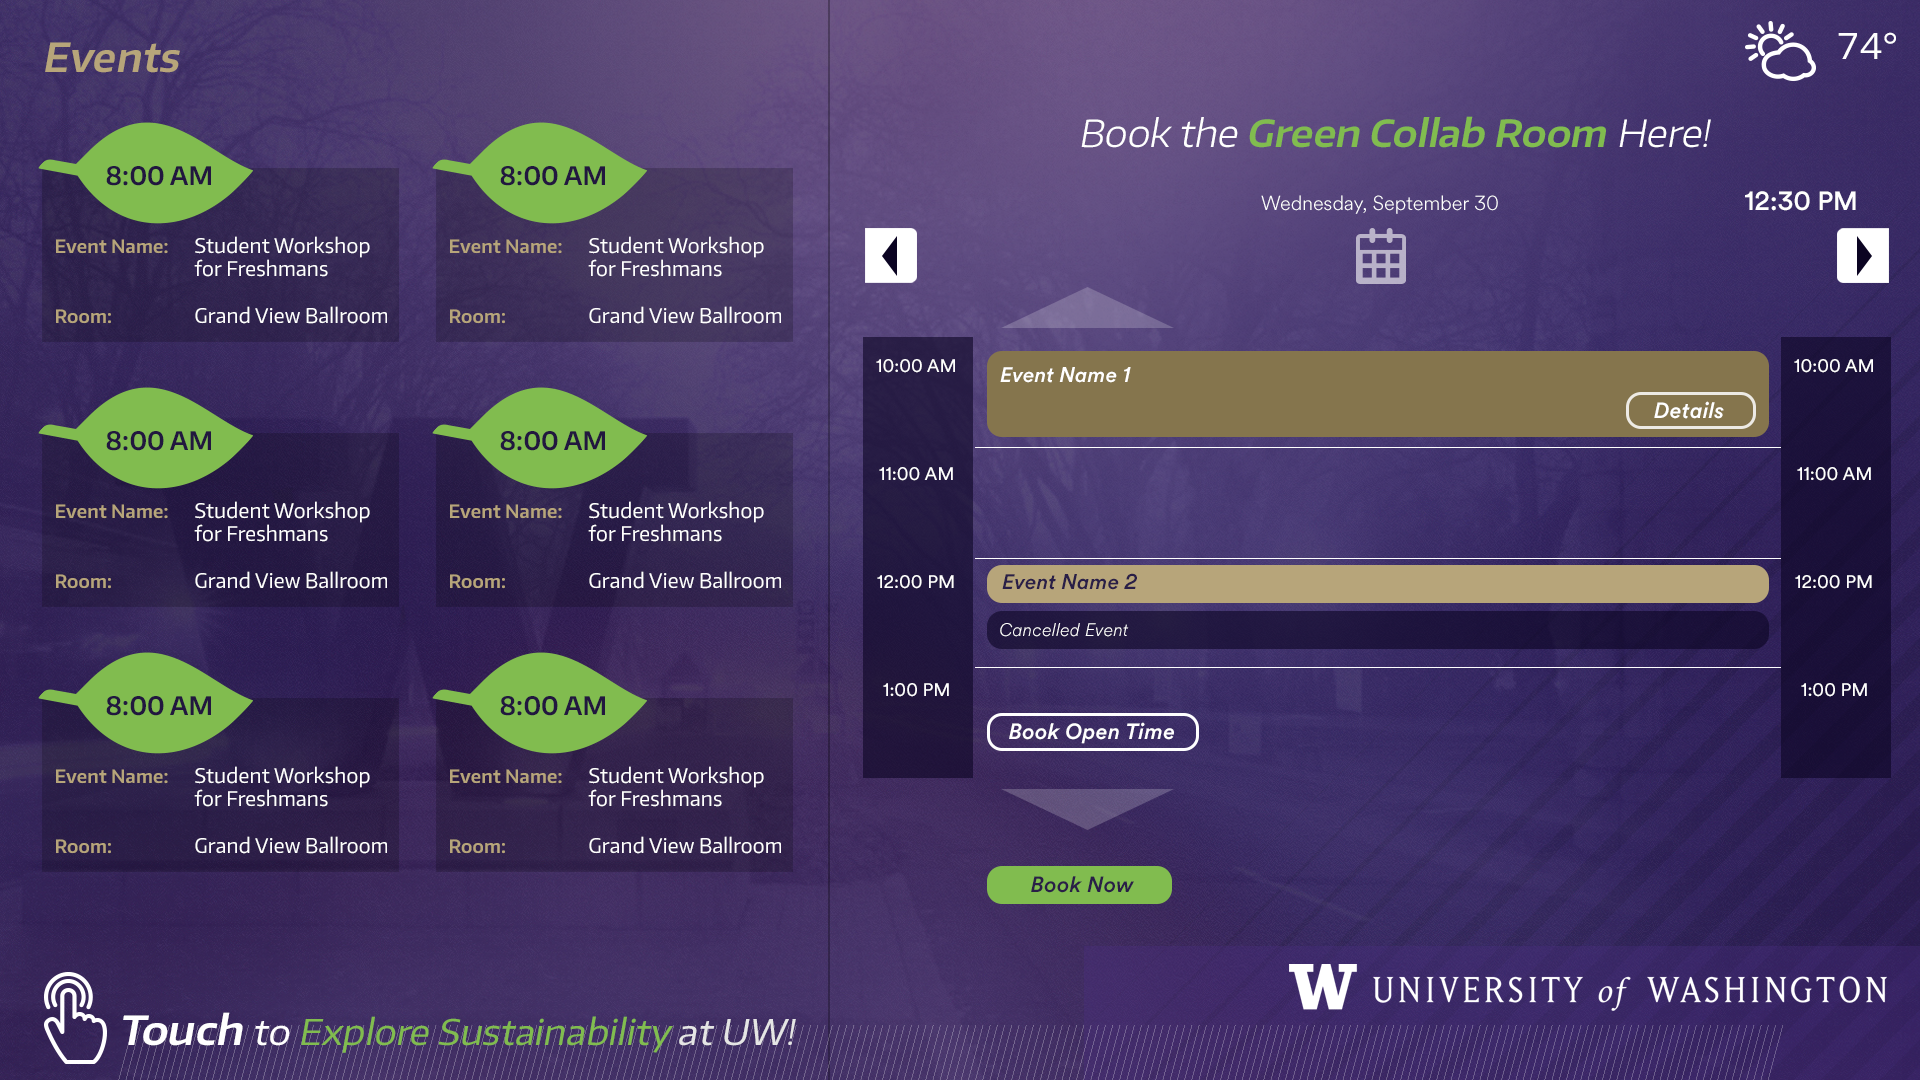 Events
74°
Book the Green Collab Room Here!
Wednesday, September 30
12:30 PM
8:00 AM
Event Name: Student Workshop
for Freshmans
Room: Grand View Ballroom
8:00 AM
Event Name: Student Workshop
for Freshmans
Room: Grand View Ballroom
8:00 AM
Event Name: Student Workshop
for Freshmans
Room: Grand View Ballroom
8:00 AM
Event Name: Student Workshop
for Freshmans
Room: Grand View Ballroom
8:00 AM
Event Name: Student Workshop
for Freshmans
Room: Grand View Ballroom
8:00 AM
Event Name: Student Workshop
for Freshmans
Room: Grand View Ballroom
10:00 AM
Event Name 1
Details
10:00 AM
11:00 AM
11:00 AM
12:00 PM
Event Name 2
12:00 PM
Cancelled Event
1:00 PM
1:00 PM
Book Open Time
Book Now
Touch to Explore Sustainability at UW!
W UNIVERSITY of WASHINGTON